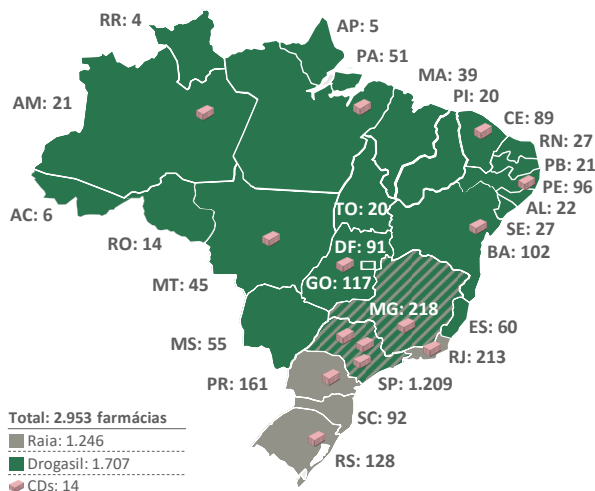 RR: 4
AP: 5
PA: 51
MA: 39
AM: 21
PI: 20
CE: 89
RN: 27
PB: 21
PE: 96
AL: 22
SE: 27
BA: 102
AC: 6
TO: 20
RO: 14
DF: 91
MT: 45
GO: 117
MG: 218
ES: 60
MS: 55
RJ: 213
PR: 161
SP: 1.209
SC: 92
RS: 128
Total: 2.953 farmácias
Raia: 1.246
Drogasil: 1.707
CDs: 14